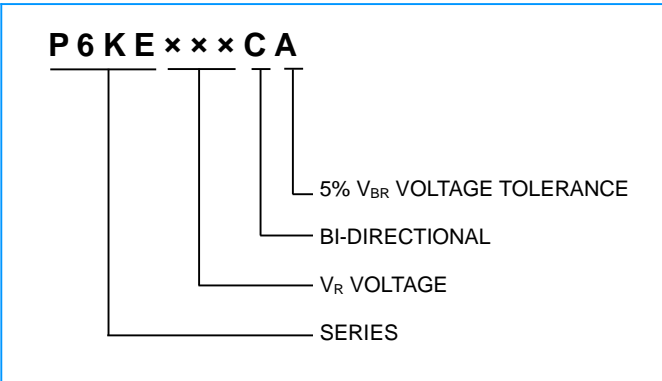 P6KE×××CA
5% VBR VOLTAGE TOLERANCE
BI-DIRECTIONAL
VR VOLTAGE
SERIES